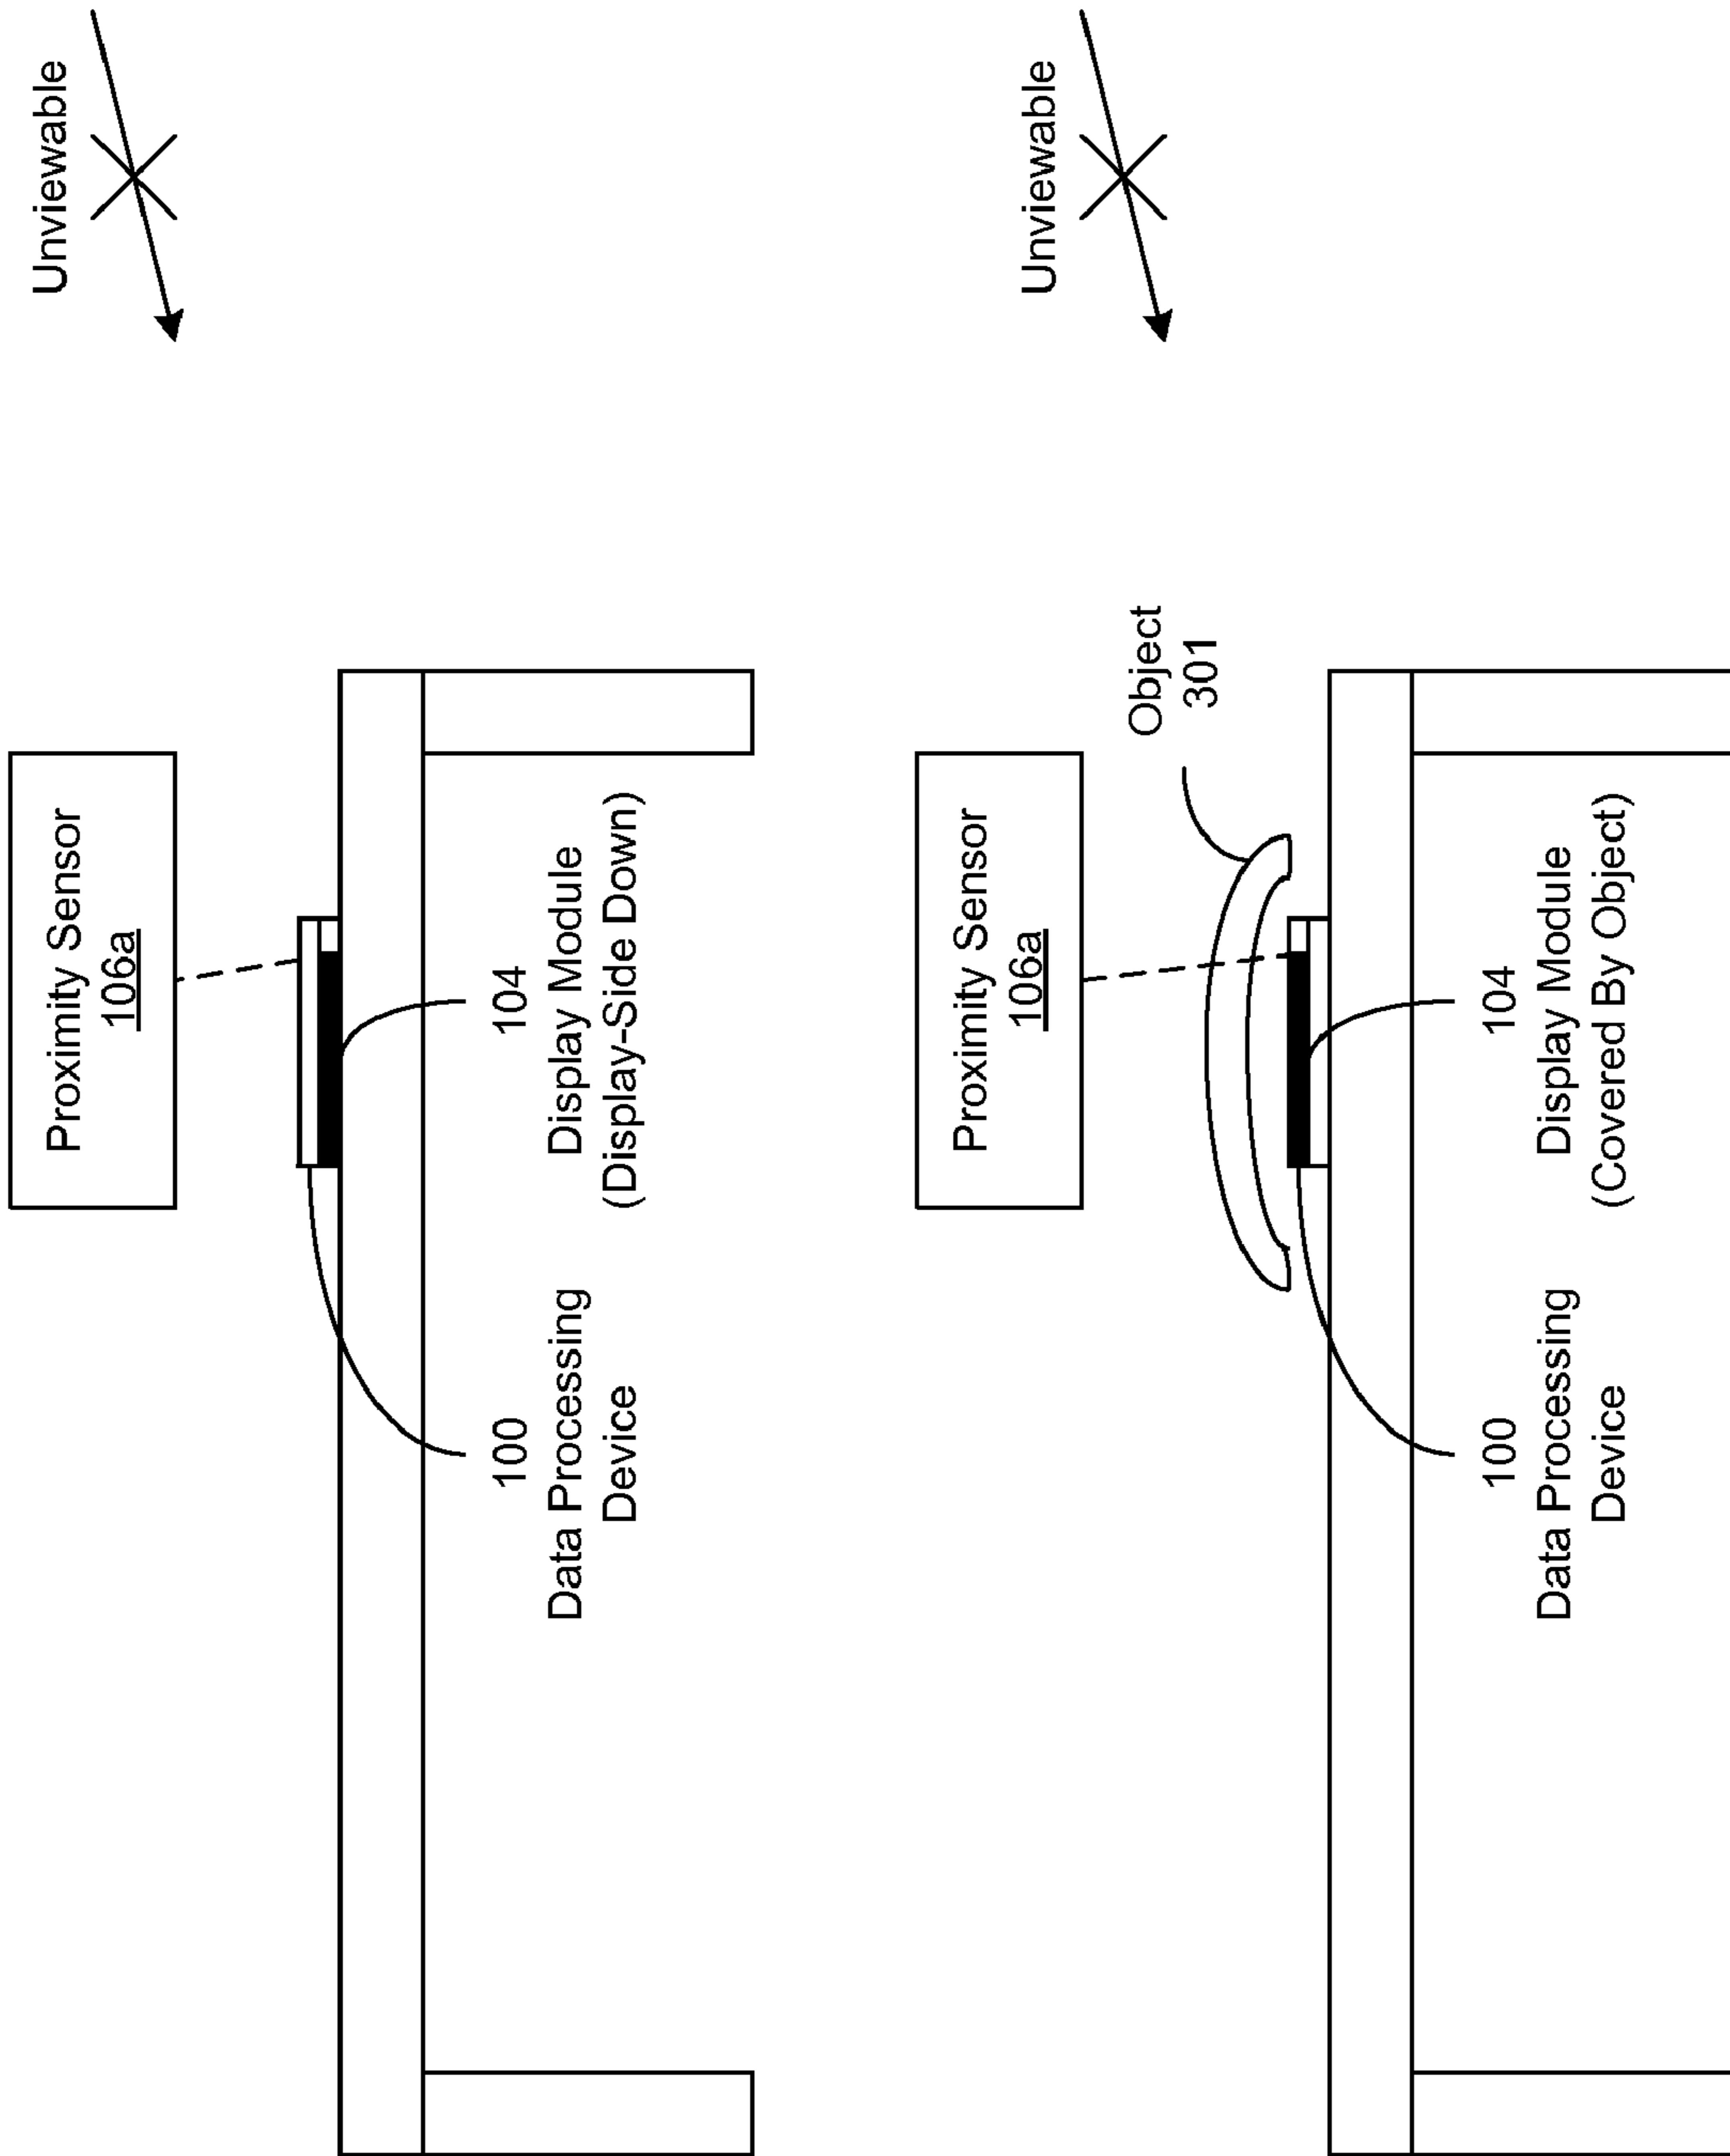 Proximity Sensor
106a
Unviewable
100
Data Processing
Device
104
Display Module
(Display-Side Down)
Proximity Sensor
106a
Unviewable
Object
301
100
Data Processing
Device
104
Display Module
(Covered By Object)